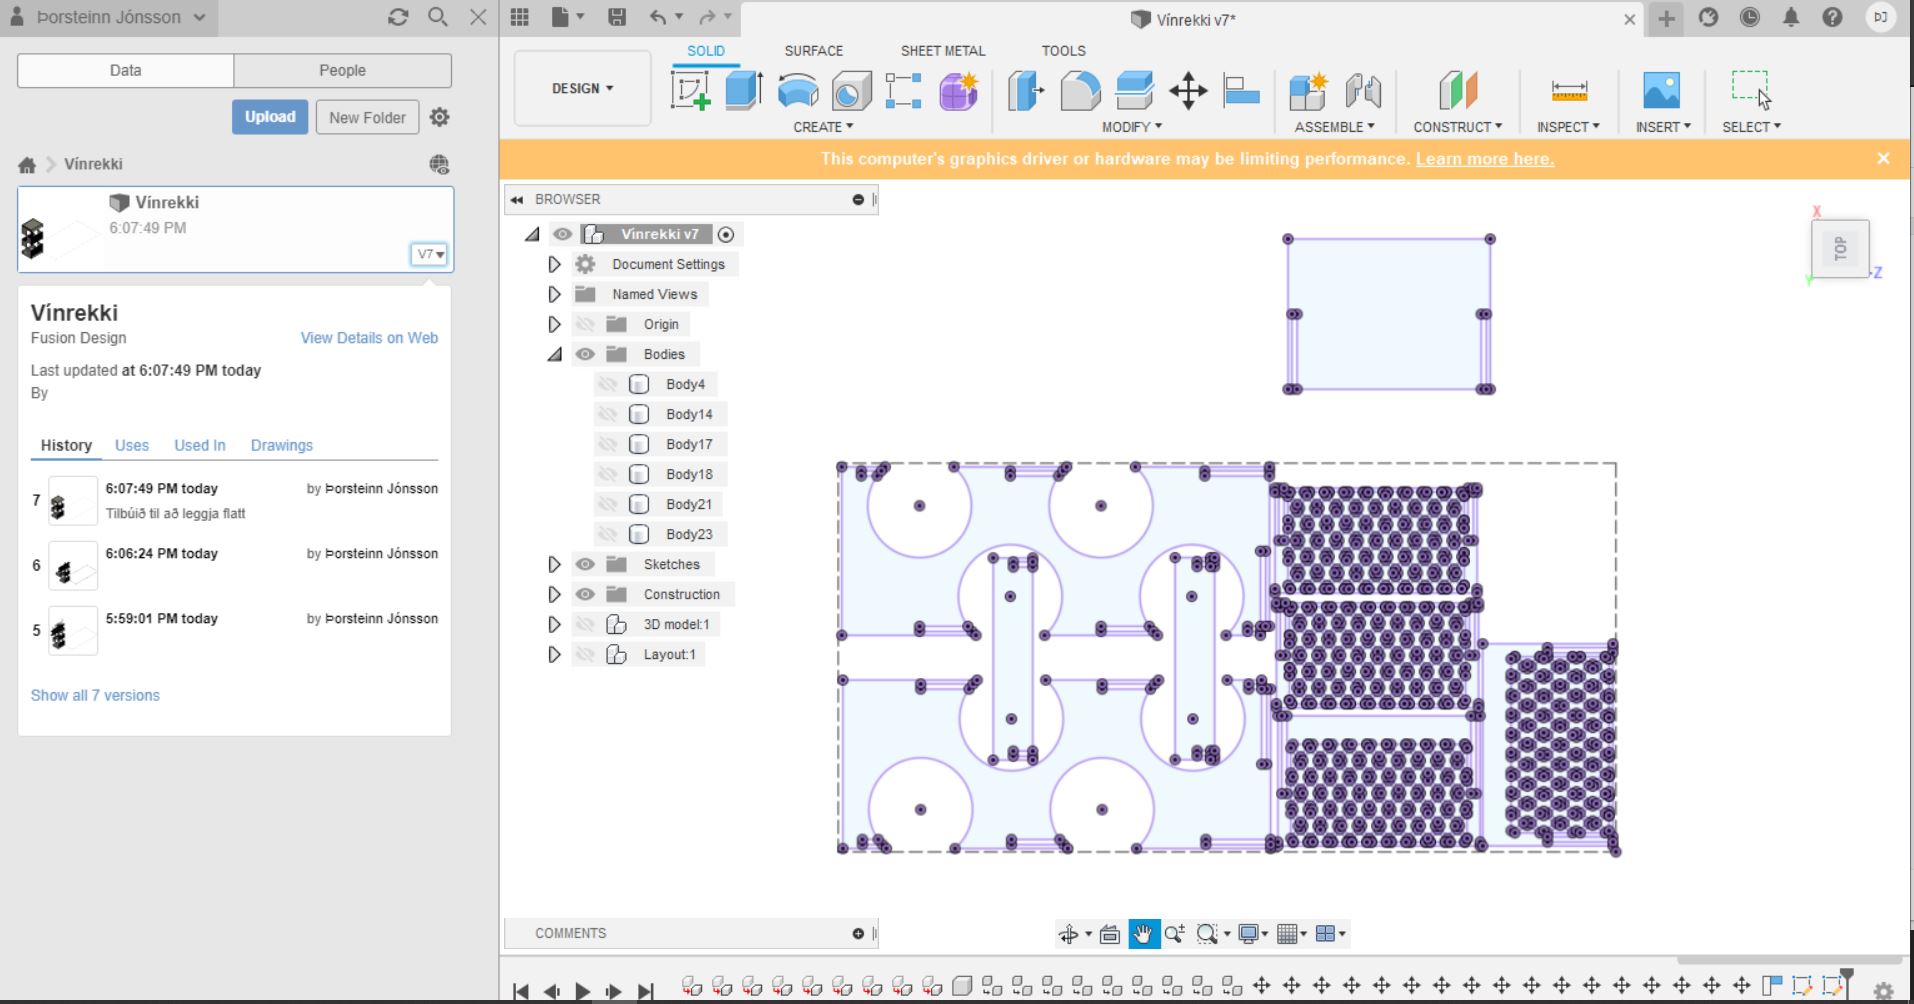 Þorsteinn Jónsson
Vínrekki v7*
ÞJ
Data
People
Upload
New Folder
Vínrekki
Vínrekki
6:07:49 PM
V7
Vínrekki
Fusion Design
View Details on Web
Last updated at 6:07:49 PM today
By
History
Uses
Used In
Drawings
7
6:07:49 PM today
by Þorsteinn Jónsson
Tilbúið til að leggja flatt
6
6:06:24 PM today
by Þorsteinn Jónsson
5
5:59:01 PM today
by Þorsteinn Jónsson
Show all 7 versions
DESIGN
SOLID
SURFACE
SHEET METAL
TOOLS
CREATE
MODIFY
ASSEMBLE
CONSTRUCT
INSPECT
INSERT
SELECT
This computer's graphics driver or hardware may be limiting performance. Learn more here.
BROWSER
Vínrekki v7
Document Settings
Named Views
Origin
Bodies
Body4
Body14
Body17
Body18
Body21
Body23
Sketches
Construction
3D model:1
Layout:1
X
TOP
Z
Y
COMMENTS